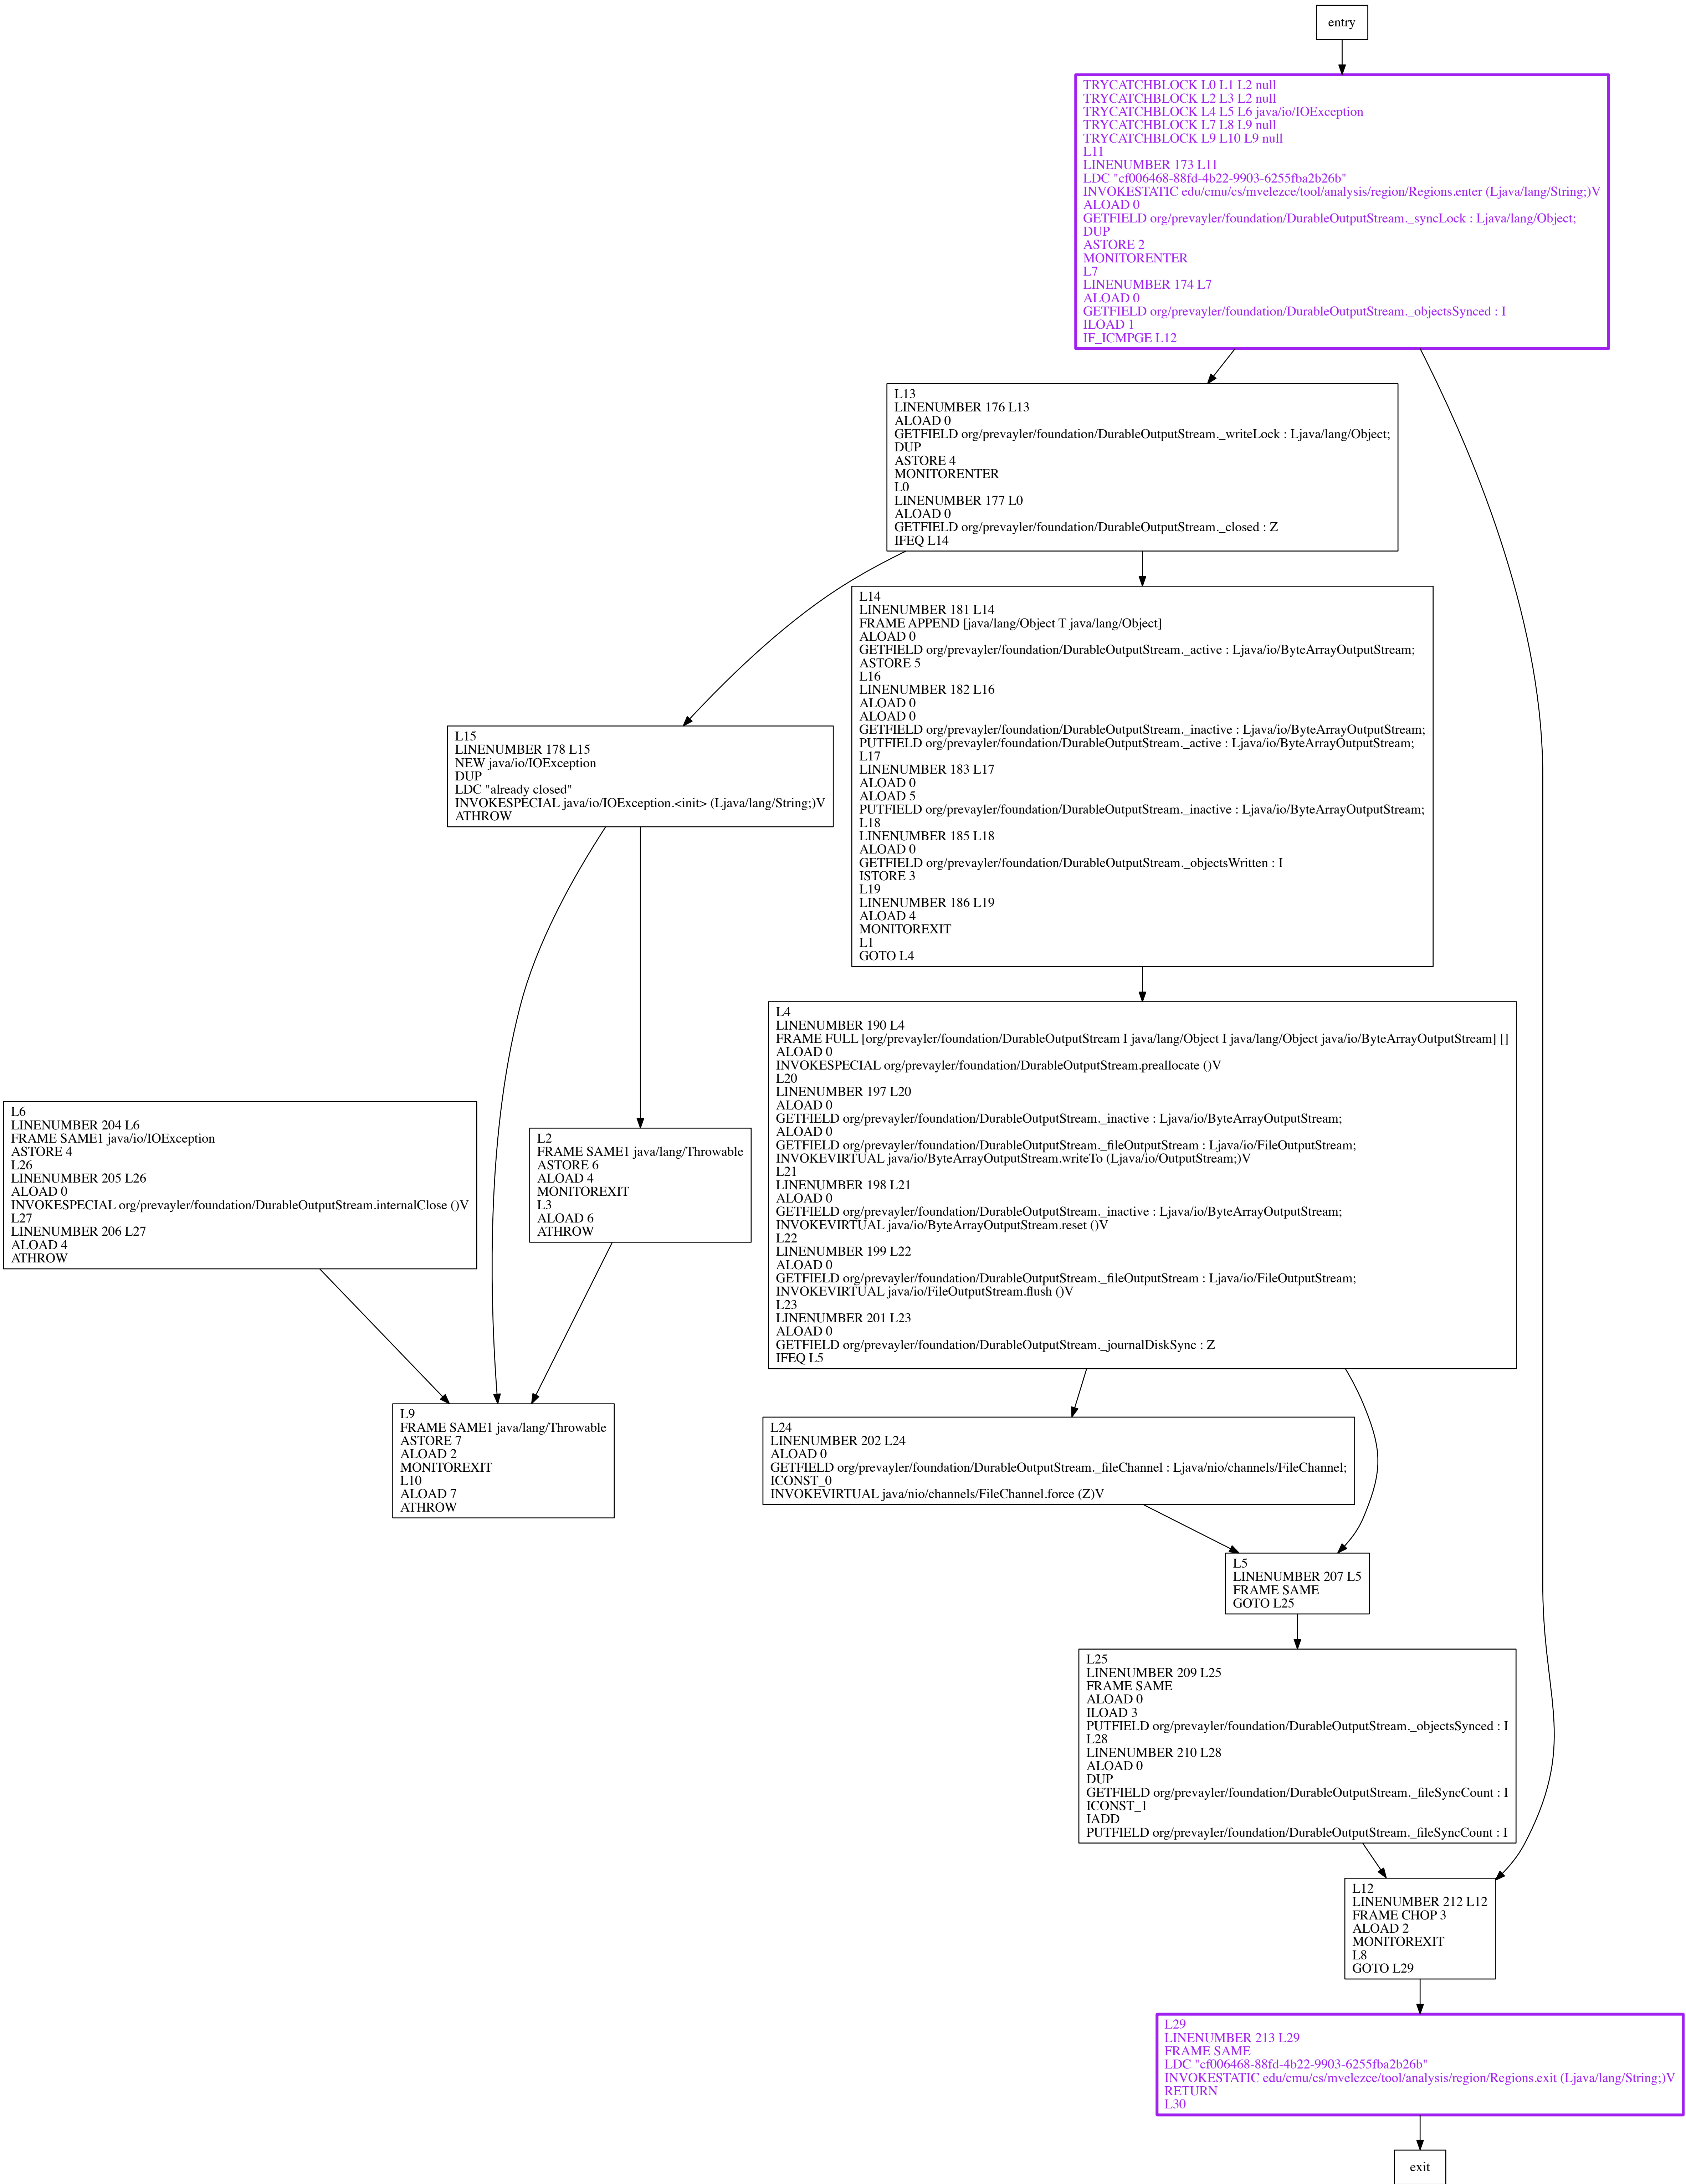 entry
TRYCATCHBLOCK L0 L1 L2 null
TRYCATCHBLOCK L2 L3 L2 null
TRYCATCHBLOCK L4 L5 L6 java/io/IOException
TRYCATCHBLOCK L7 L8 L9 null
TRYCATCHBLOCK L9 L10 L9 null
L11
LINENUMBER 173 L11
LDC "cf006468-88fd-4b22-9903-6255fba2b26b"
INVOKESTATIC edu/cmu/cs/mvelezce/tool/analysis/region/Regions.enter (Ljava/lang/String;)V
ALOAD 0
GETFIELD org/prevayler/foundation/DurableOutputStream._syncLock : Ljava/lang/Object;
DUP
ASTORE 2
MONITORENTER
L7
LINENUMBER 174 L7
ALOAD 0
GETFIELD org/prevayler/foundation/DurableOutputStream._objectsSynced : I
ILOAD 1
IF_ICMPGE L12
L13
LINENUMBER 176 L13
ALOAD 0
GETFIELD org/prevayler/foundation/DurableOutputStream._writeLock : Ljava/lang/Object;
DUP
ASTORE 4
MONITORENTER
L0
LINENUMBER 177 L0
ALOAD 0
GETFIELD org/prevayler/foundation/DurableOutputStream._closed : Z
IFEQ L14
L14
LINENUMBER 181 L14
FRAME APPEND [java/lang/Object T java/lang/Object]
ALOAD 0
GETFIELD org/prevayler/foundation/DurableOutputStream._active : Ljava/io/ByteArrayOutputStream;
ASTORE 5
L16
LINENUMBER 182 L16
ALOAD 0
ALOAD 0
GETFIELD org/prevayler/foundation/DurableOutputStream._inactive : Ljava/io/ByteArrayOutputStream;
PUTFIELD org/prevayler/foundation/DurableOutputStream._active : Ljava/io/ByteArrayOutputStream;
L17
LINENUMBER 183 L17
ALOAD 0
ALOAD 5
PUTFIELD org/prevayler/foundation/DurableOutputStream._inactive : Ljava/io/ByteArrayOutputStream;
L18
LINENUMBER 185 L18
ALOAD 0
GETFIELD org/prevayler/foundation/DurableOutputStream._objectsWritten : I
ISTORE 3
L19
LINENUMBER 186 L19
ALOAD 4
MONITOREXIT
L1
GOTO L4
L15
LINENUMBER 178 L15
NEW java/io/IOException
DUP
LDC "already closed"
INVOKESPECIAL java/io/IOException.<init> (Ljava/lang/String;)V
ATHROW
L4
LINENUMBER 190 L4
FRAME FULL [org/prevayler/foundation/DurableOutputStream I java/lang/Object I java/lang/Object java/io/ByteArrayOutputStream] []
ALOAD 0
INVOKESPECIAL org/prevayler/foundation/DurableOutputStream.preallocate ()V
L20
LINENUMBER 197 L20
ALOAD 0
GETFIELD org/prevayler/foundation/DurableOutputStream._inactive : Ljava/io/ByteArrayOutputStream;
ALOAD 0
GETFIELD org/prevayler/foundation/DurableOutputStream._fileOutputStream : Ljava/io/FileOutputStream;
INVOKEVIRTUAL java/io/ByteArrayOutputStream.writeTo (Ljava/io/OutputStream;)V
L21
LINENUMBER 198 L21
ALOAD 0
GETFIELD org/prevayler/foundation/DurableOutputStream._inactive : Ljava/io/ByteArrayOutputStream;
INVOKEVIRTUAL java/io/ByteArrayOutputStream.reset ()V
L22
LINENUMBER 199 L22
ALOAD 0
GETFIELD org/prevayler/foundation/DurableOutputStream._fileOutputStream : Ljava/io/FileOutputStream;
INVOKEVIRTUAL java/io/FileOutputStream.flush ()V
L23
LINENUMBER 201 L23
ALOAD 0
GETFIELD org/prevayler/foundation/DurableOutputStream._journalDiskSync : Z
IFEQ L5
L6
LINENUMBER 204 L6
FRAME SAME1 java/io/IOException
ASTORE 4
L26
LINENUMBER 205 L26
ALOAD 0
INVOKESPECIAL org/prevayler/foundation/DurableOutputStream.internalClose ()V
L27
LINENUMBER 206 L27
ALOAD 4
ATHROW
L2
FRAME SAME1 java/lang/Throwable
ASTORE 6
ALOAD 4
MONITOREXIT
L3
ALOAD 6
ATHROW
L9
FRAME SAME1 java/lang/Throwable
ASTORE 7
ALOAD 2
MONITOREXIT
L10
ALOAD 7
ATHROW
L24
LINENUMBER 202 L24
ALOAD 0
GETFIELD org/prevayler/foundation/DurableOutputStream._fileChannel : Ljava/nio/channels/FileChannel;
ICONST_0
INVOKEVIRTUAL java/nio/channels/FileChannel.force (Z)V
L5
LINENUMBER 207 L5
FRAME SAME
GOTO L25
L25
LINENUMBER 209 L25
FRAME SAME
ALOAD 0
ILOAD 3
PUTFIELD org/prevayler/foundation/DurableOutputStream._objectsSynced : I
L28
LINENUMBER 210 L28
ALOAD 0
DUP
GETFIELD org/prevayler/foundation/DurableOutputStream._fileSyncCount : I
ICONST_1
IADD
PUTFIELD org/prevayler/foundation/DurableOutputStream._fileSyncCount : I
L12
LINENUMBER 212 L12
FRAME CHOP 3
ALOAD 2
MONITOREXIT
L8
GOTO L29
L29
LINENUMBER 213 L29
FRAME SAME
LDC "cf006468-88fd-4b22-9903-6255fba2b26b"
INVOKESTATIC edu/cmu/cs/mvelezce/tool/analysis/region/Regions.exit (Ljava/lang/String;)V
RETURN
L30
exit